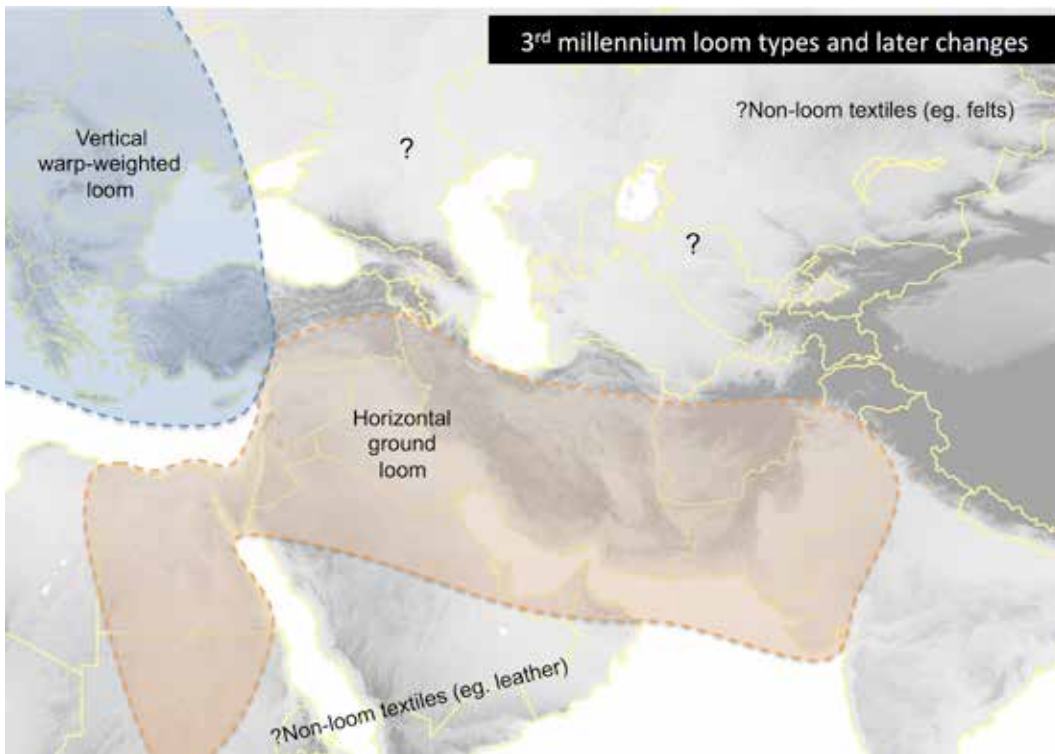 3rd millennium loom types and later changes
?Non-loom textiles (eg. felts)
Vertical
warp-weighted
loom
?
?
Horizontal
ground
loom
?Non-loom textiles (eg. leather)